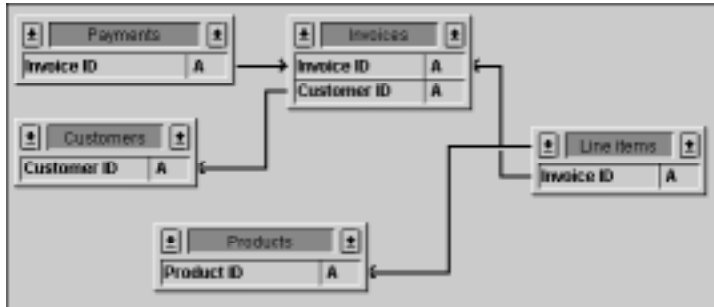 Payments
Invoice ID A
Invoices
Invoice ID A
Customer ID A
Customers
Customer ID A
Line items
Invoice ID A
Products
Product ID A